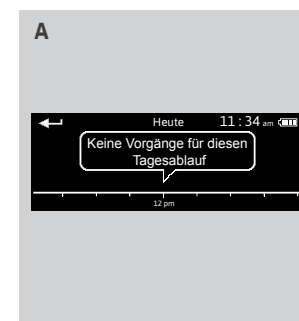 A
Heute 11:34 am
Keine Vorgänge für diesen
Tagesablauf
12 pm